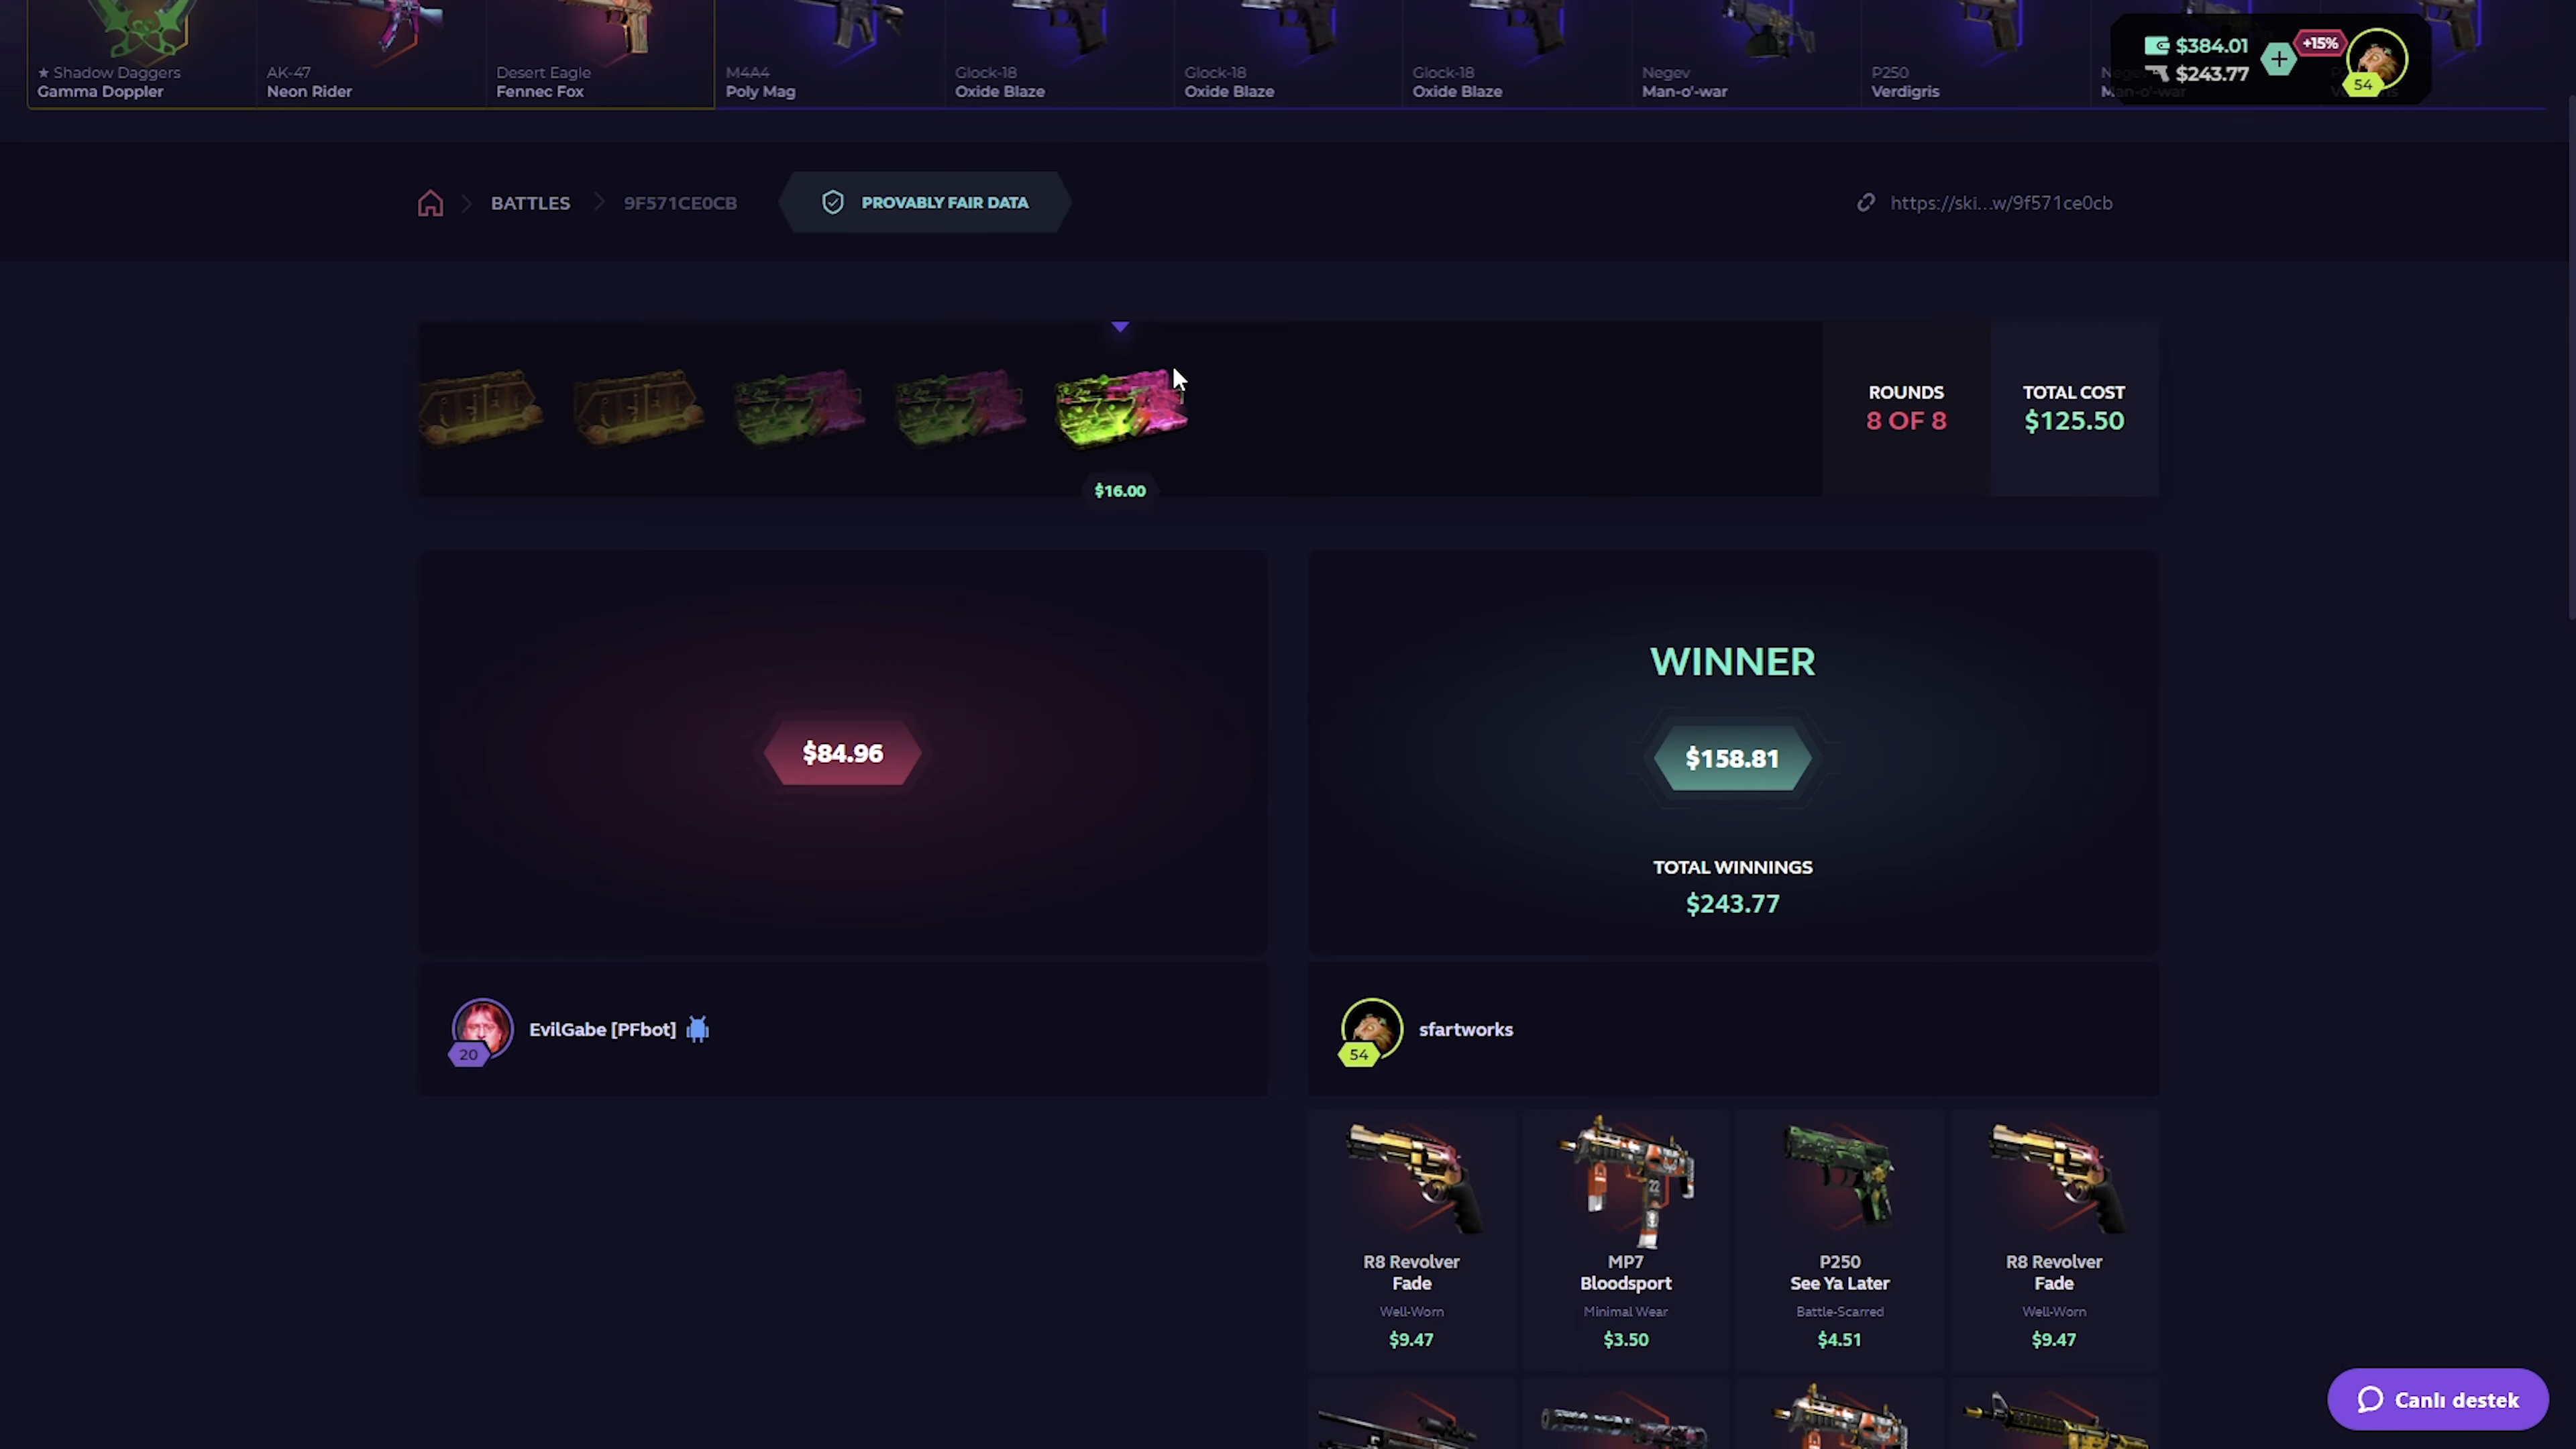 ★ Shadow Daggers
Gamma Doppler
AK-47
Neon Rider
Desert Eagle
Fennec Fox
M4A4
Poly Mag
Glock-18
Oxide Blaze
Glock-18
Oxide Blaze
Glock-18
Oxide Blaze
Negev
Man-o'-war
P250
Verdigris
Man-o'-war
$384.01
$243.77
+15%
54
BATTLES
9F571CE0CB
PROVABLY FAIR DATA
https://ski...w/9f571ce0cb
ROUNDS
8 OF 8
TOTAL COST
$125.50
$16.00
$84.96
WINNER
$158.81
TOTAL WINNINGS
$243.77
20
EvilGabe [PFbot]
54
sfartworks
R8 Revolver
Fade
Well-Worn
$9.47
MP7
Bloodsport
Minimal Wear
$3.50
P250
See Ya Later
Battle-Scarred
$4.51
R8 Revolver
Fade
Well-Worn
$9.47
Canlı destek